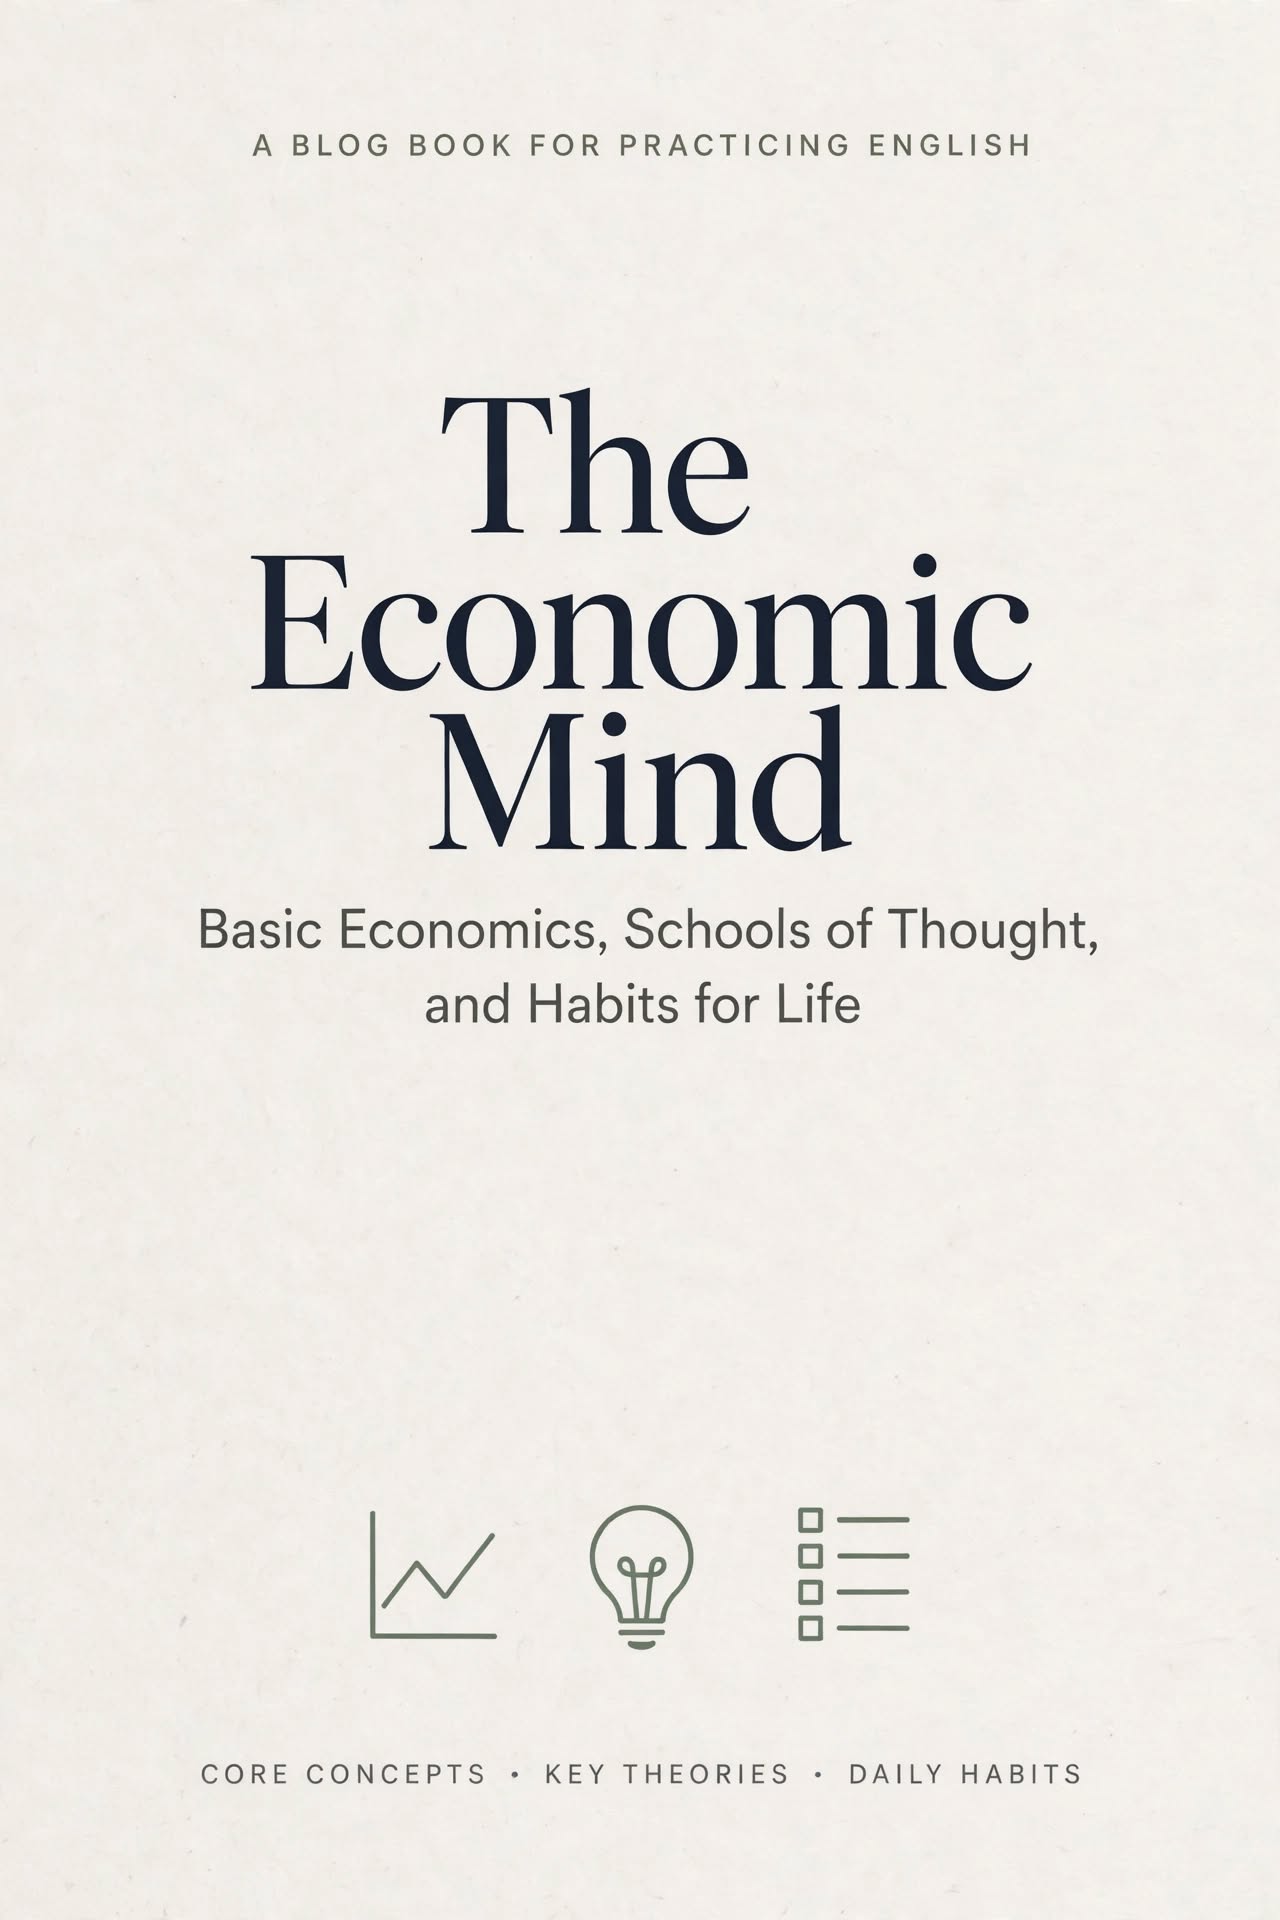 A BLOG BOOK FOR PRACTICING ENGLISH
The
Economic
Mind
Basic Economics, Schools of Thought,
and Habits for Life
CORE CONCEPTS • KEY THEORIES • DAILY HABITS